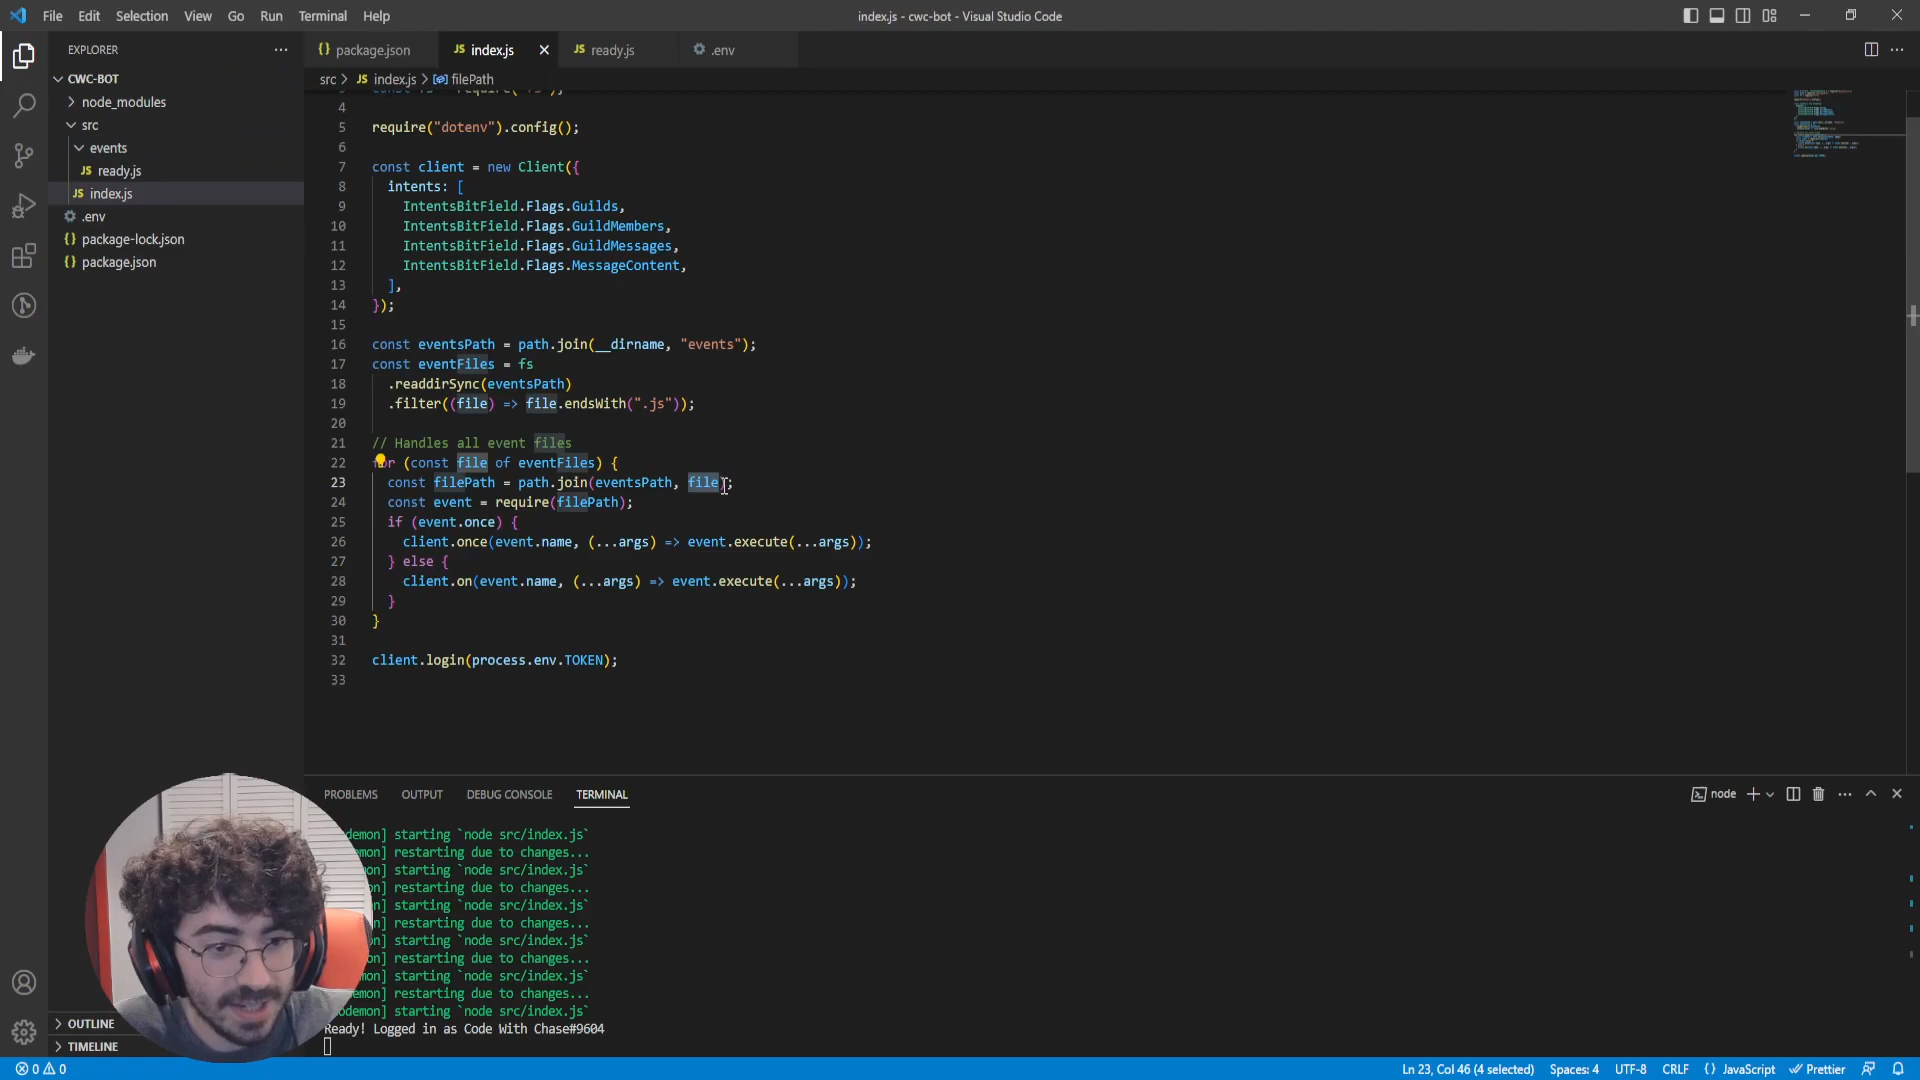 File Edit Selection View Go Run Terminal Help
index.js - cwc-bot - Visual Studio Code
EXPLORER
CWC-BOT
node_modules
src
events
JS ready.js
JS index.js
.env
{} package-lock.json
{} package.json
OUTLINE
TIMELINE
{} package.json
JS index.js
JS ready.js
.env
src > JS index.js > filePath
4
5 require("dotenv").config();
6
7 const client = new Client({
8 intents: [
9 IntentsBitField.Flags.Guilds,
10 IntentsBitField.Flags.GuildMembers,
11 IntentsBitField.Flags.GuildMessages,
12 IntentsBitField.Flags.MessageContent,
13 ],
14 });
15
16 const eventsPath = path.join(__dirname, "events");
17 const eventFiles = fs
18 .readdirSync(eventsPath)
19 .filter((file) => file.endsWith(".js"));
20
21 // Handles all event files
22 for (const file of eventFiles) {
23 const filePath = path.join(eventsPath, file);
24 const event = require(filePath);
25 if (event.once) {
26 client.once(event.name, (...args) => event.execute(...args));
27 } else {
28 client.on(event.name, (...args) => event.execute(...args));
29 }
30 }
31
32 client.login(process.env.TOKEN);
33
PROBLEMS OUTPUT DEBUG CONSOLE TERMINAL
node
demon] starting `node src/index.js`
emon] restarting due to changes...
mon] starting `node src/index.js`
on] restarting due to changes...
on] starting `node src/index.js`
n] restarting due to changes...
n] starting `node src/index.js`
n] restarting due to changes...
on] starting `node src/index.js`
mon] restarting due to changes...
odemon] starting `node src/index.js`
Ready! Logged in as Code With Chase#9604
0 0
Ln 23, Col 46 (4 selected) Spaces: 4 UTF-8 CRLF {} JavaScript Prettier